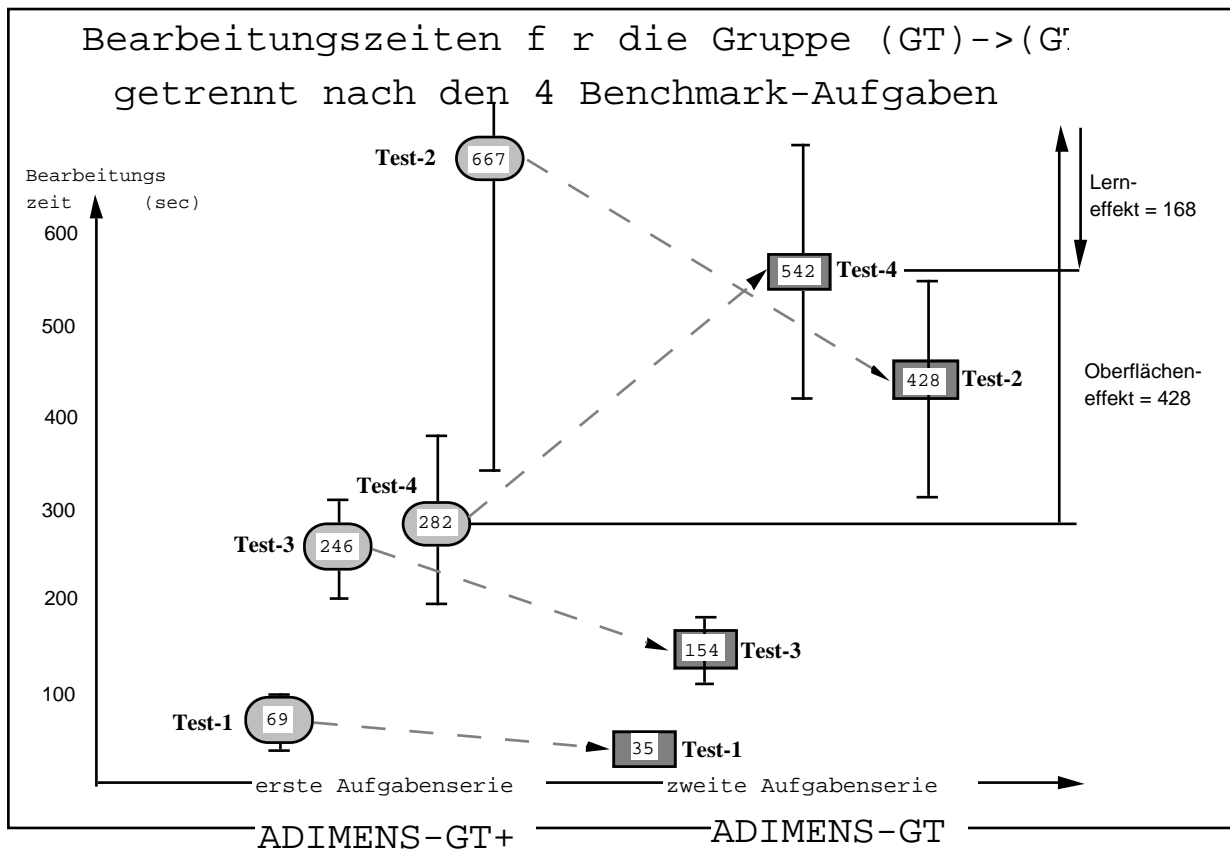 Bearbeitungszeiten f r die Gruppe (GT)->(G
getrennt nach den 4 Benchmark-Aufgaben
Bearbeitungs
zeit (sec)
600
500
400
300
200
100
Test-2
667
542
Test-4
428
Test-2
Test-4
282
Test-3
246
154
Test-3
Test-1
69
35
Test-1
Lern-
effekt = 168
Oberflächen-
effekt = 428
erste Aufgabenserie
zweite Aufgabenserie
ADIMENS-GT+
ADIMENS-GT